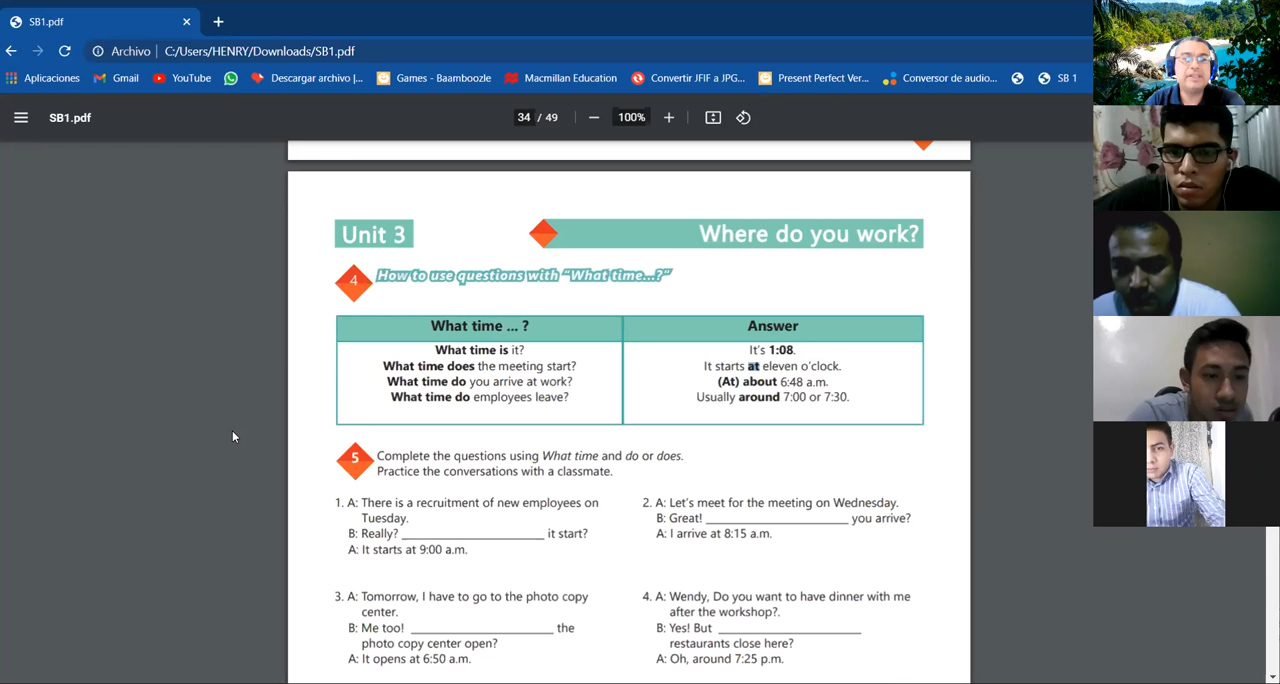 SB1.pdf
Archivo C:/Users/HENRY/Downloads/SB1.pdf
Aplicaciones Gmail YouTube Descargar archivo |... Games - Baamboozle Macmillan Education Convertir JFIF a JPG... Present Perfect Ver... Conversor de audio... SB 1
SB1.pdf 34 / 49 100%
Unit 3 Where do you work?
4 How to use questions with "What time...?"
What time ... ? Answer
What time is it? It's 1:08.
What time does the meeting start? It starts at eleven o'clock.
What time do you arrive at work? (At) about 6:48 a.m.
What time do employees leave? Usually around 7:00 or 7:30.
5 Complete the questions using What time and do or does.
Practice the conversations with a classmate.
1. A: There is a recruitment of new employees on
Tuesday.
B: Really? ____ it start?
A: It starts at 9:00 a.m.
2. A: Let's meet for the meeting on Wednesday.
B: Great! ____ you arrive?
A: I arrive at 8:15 a.m.
3. A: Tomorrow, I have to go to the photo copy
center.
B: Me too! ____ the
photo copy center open?
A: It opens at 6:50 a.m.
4. A: Wendy, Do you want to have dinner with me
after the workshop?.
B: Yes! But ____
restaurants close here?
A: Oh, around 7:25 p.m.